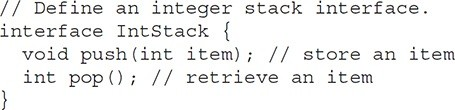 // Define an integer stack interface.
interface IntStack {
  void push(int item); // store an item
  int pop(); // retrieve an item
}